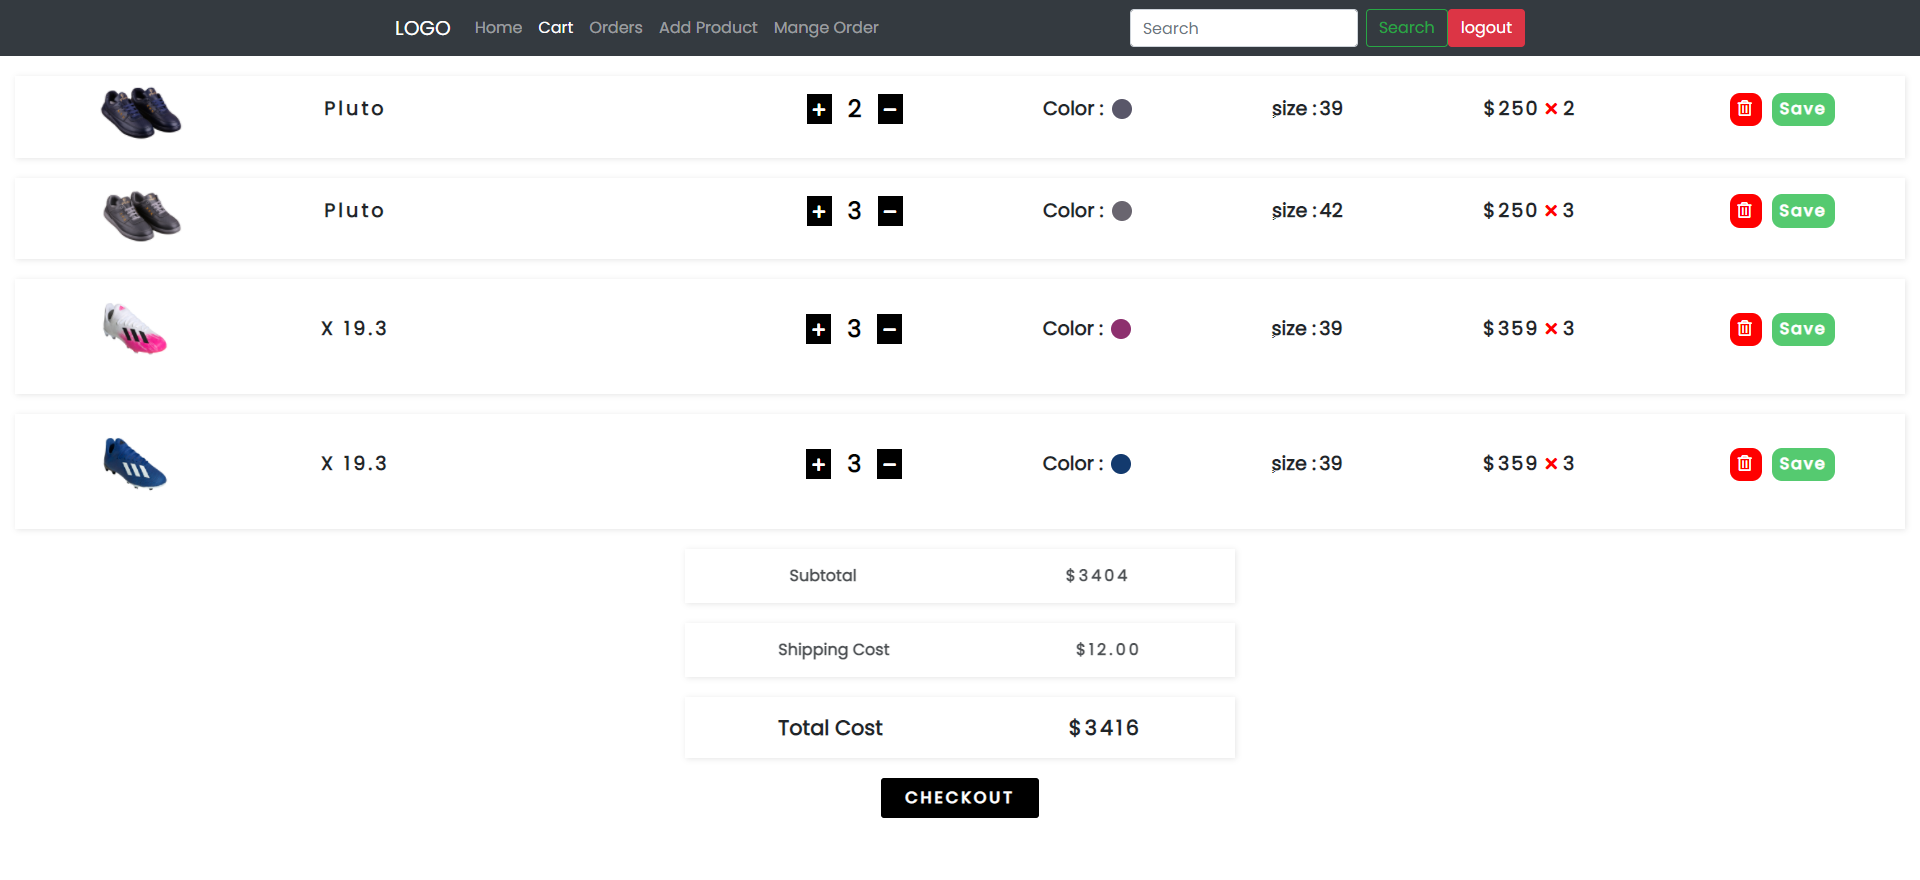 LOGO Home Cart Orders Add Product Mange Order Search Search logout
Pluto + 2 − Color : size :39 $250 × 2 Save
Pluto + 3 − Color : size :42 $250 × 3 Save
X 19.3 + 3 − Color : size :39 $359 × 3 Save
X 19.3 + 3 − Color : size :39 $359 × 3 Save
Subtotal $3404
Shipping Cost $12.00
Total Cost $3416
CHECKOUT